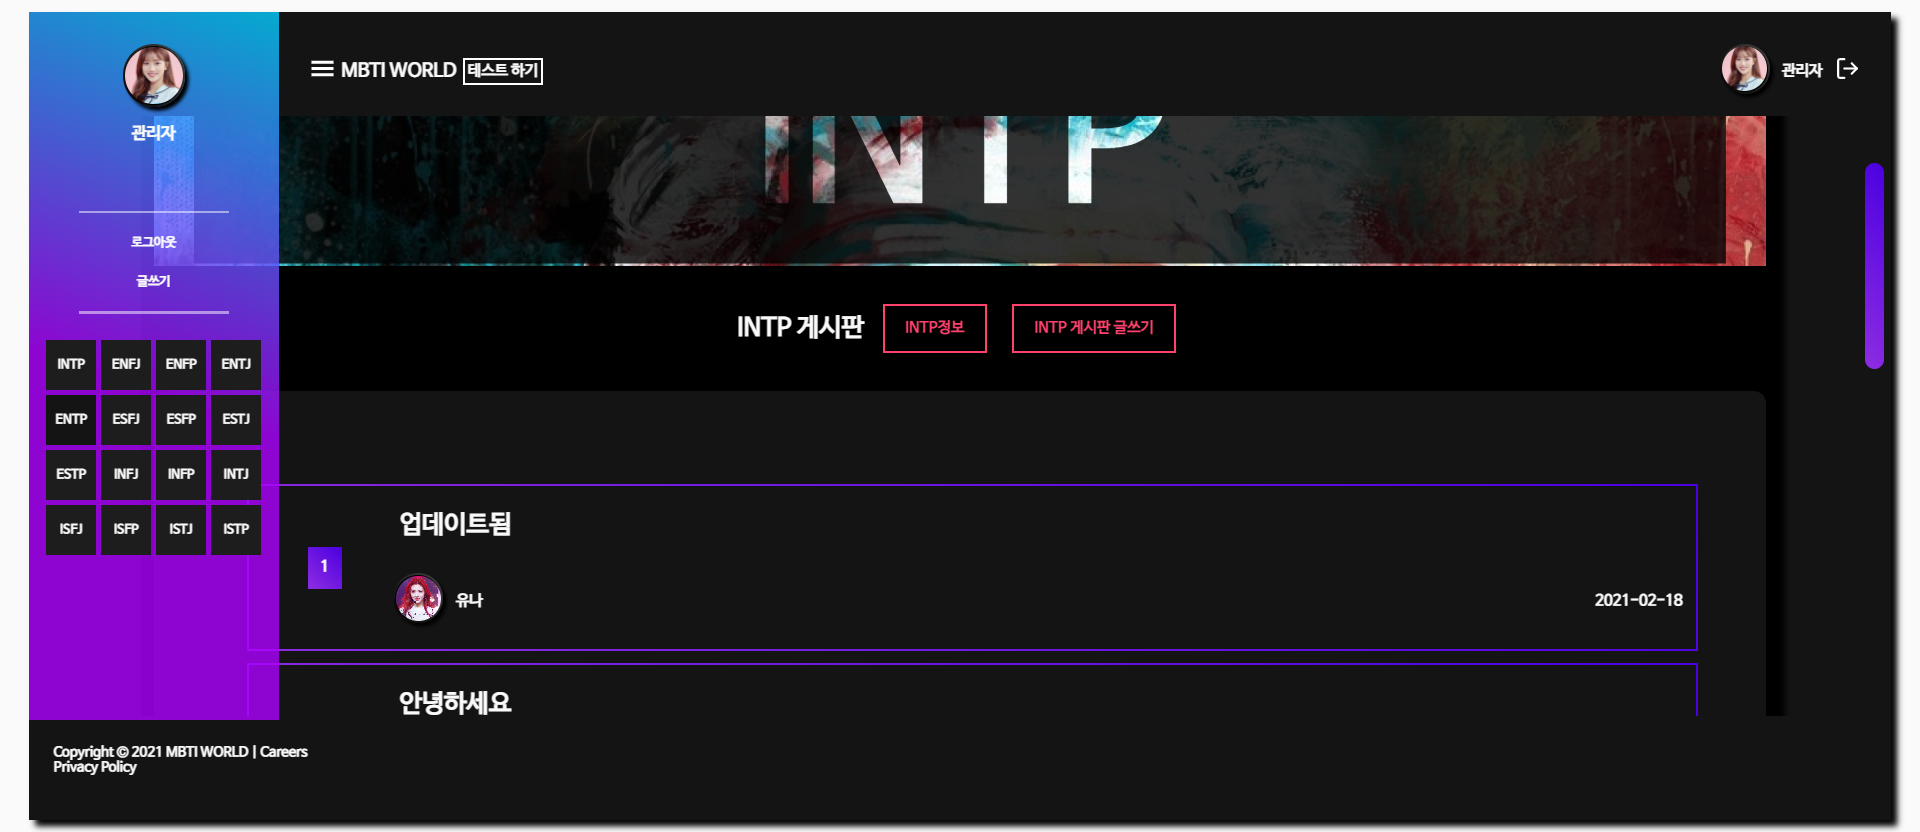 관리자
로그아웃
글쓰기
INTP ENFJ ENFP ENTJ
ENTP ESFJ ESFP ESTJ
ESTP INFJ INFP INTJ
ISFJ ISFP ISTJ ISTP
MBTI WORLD 테스트 하기
관리자
INTP
INTP 게시판 INTP정보 INTP 게시판 글쓰기
업데이트됨
1
유나 2021-02-18
안녕하세요
Copyright © 2021 MBTI WORLD | Careers
Privacy Policy